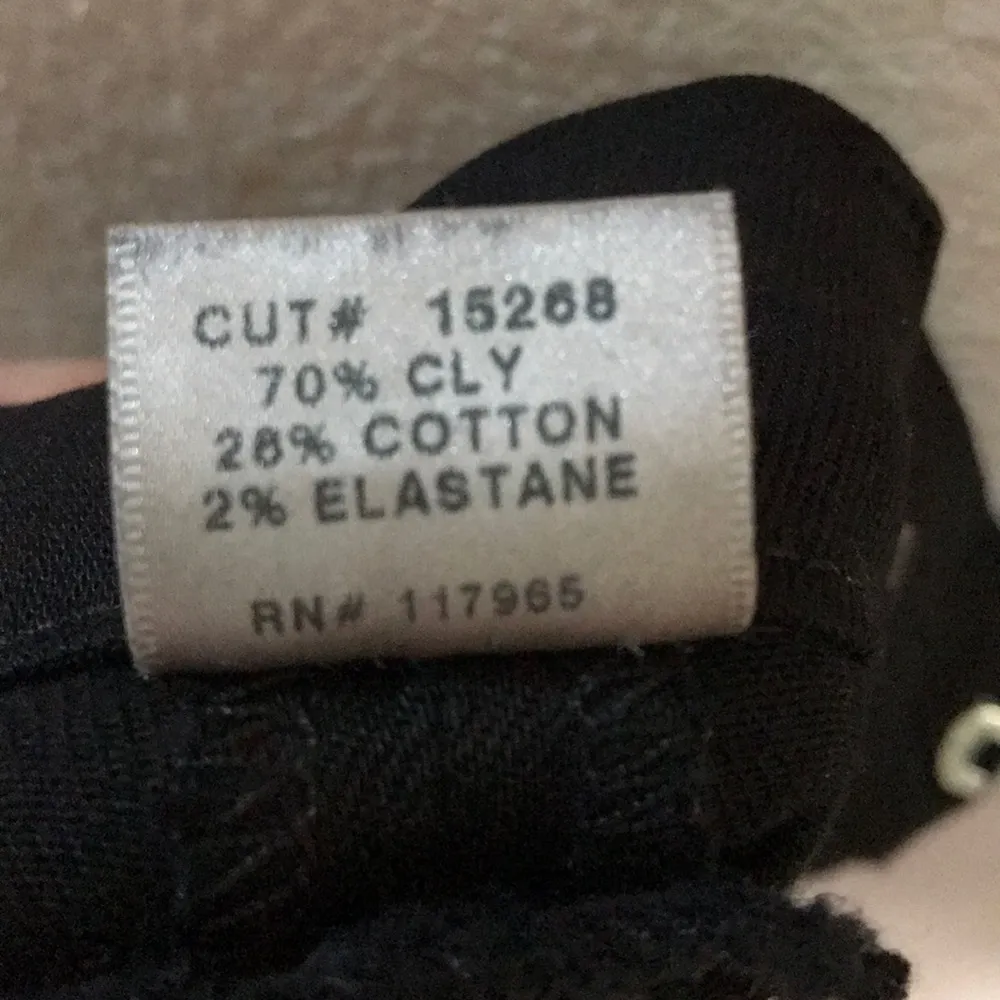 CUT# 15268
70% CLY
28% COTTON
2% ELASTANE
RN# 117965